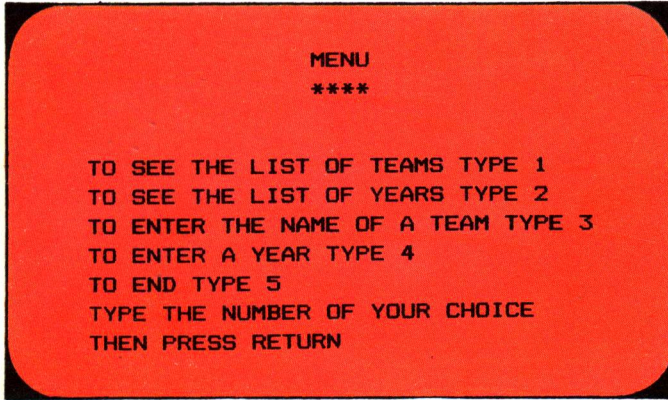 MENU
****
TO SEE THE LIST OF TEAMS TYPE 1
TO SEE THE LIST OF YEARS TYPE 2
TO ENTER THE NAME OF A TEAM TYPE 3
TO ENTER A YEAR TYPE 4
TO END TYPE 5
TYPE THE NUMBER OF YOUR CHOICE
THEN PRESS RETURN